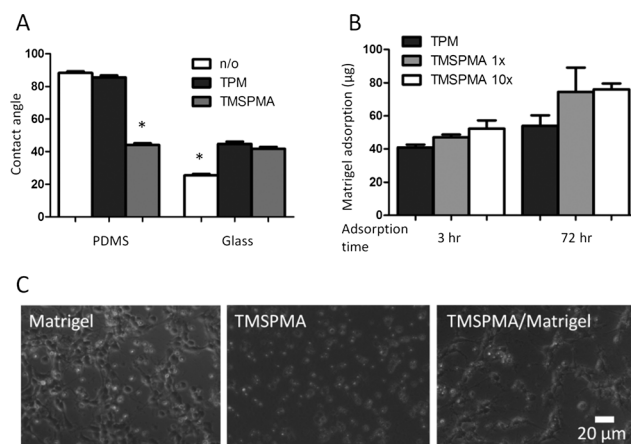 A
100
80
60
40
20
0
Contact angle
n/o
TPM
TMSPMA
*
*
PDMS
Glass
B
100
80
60
40
20
0
Matrigel adsorption (µg)
TPM
TMSPMA 1x
TMSPMA 10x
Adsorption
time
3 hr
72 hr
C
Matrigel
TMSPMA
TMSPMA/Matrigel
20 µm